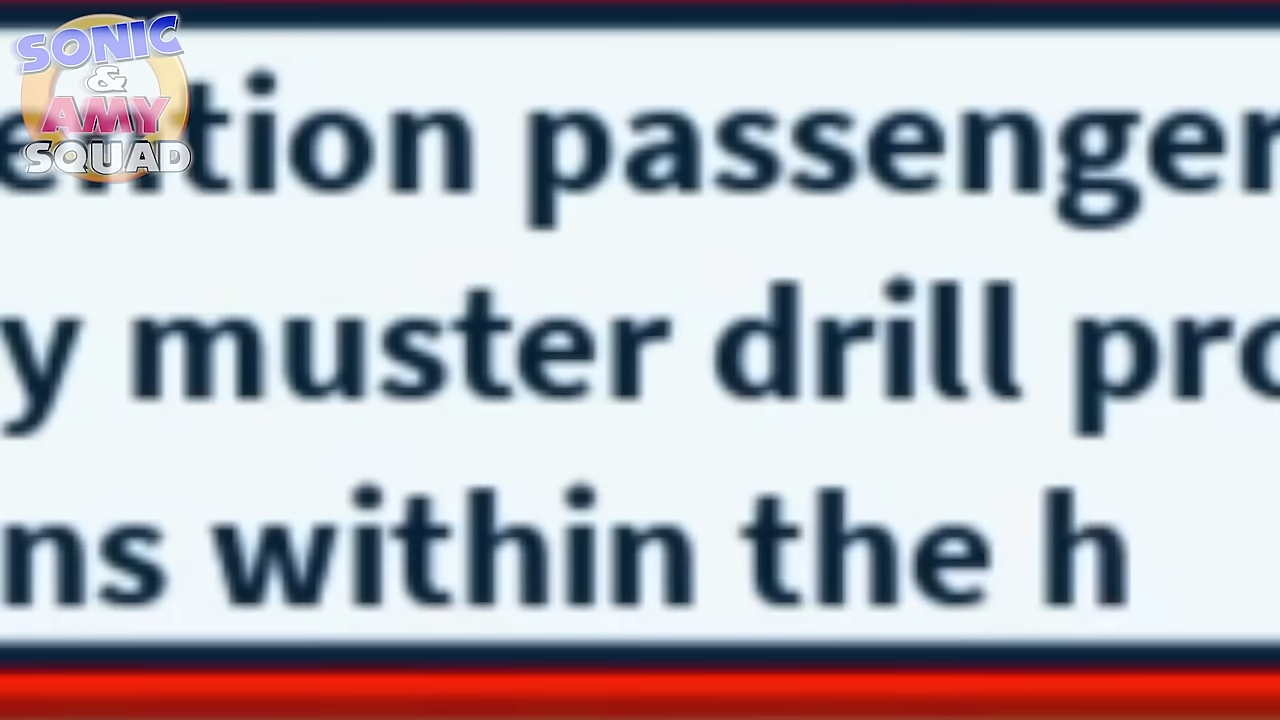 SONIC
&
AMY
SQUAD
ention passenger
y muster drill pro
ns within the h